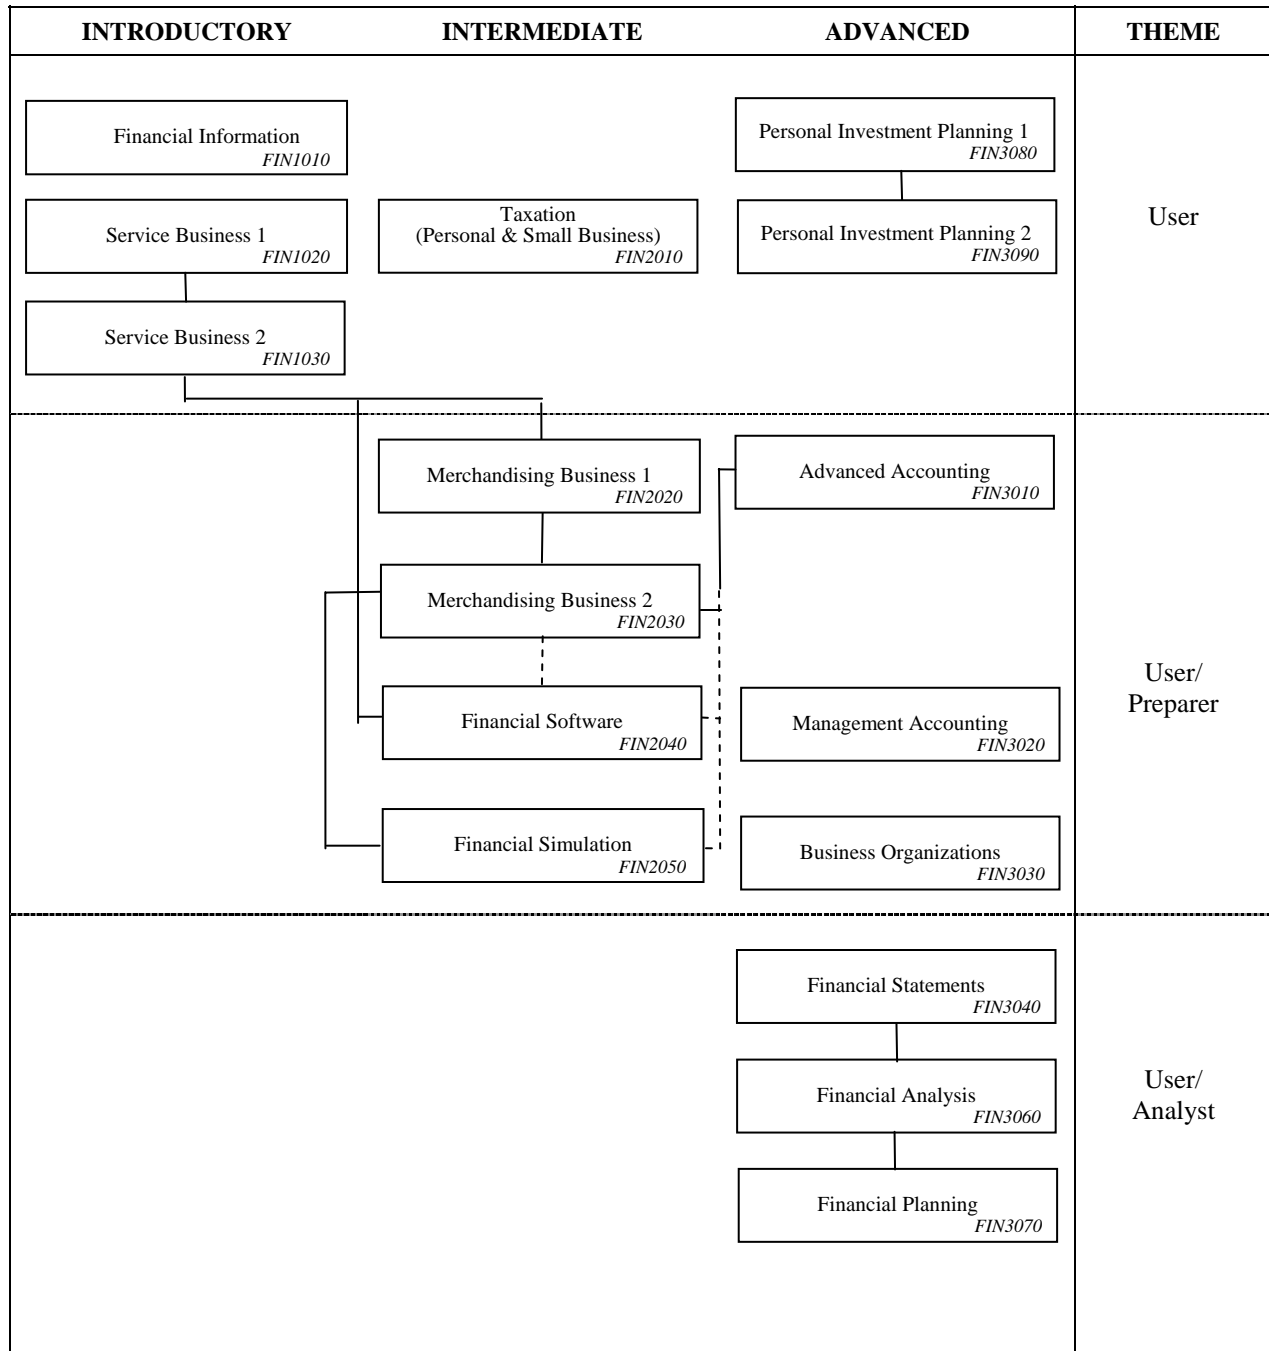 INTRODUCTORY INTERMEDIATE ADVANCED THEME
Financial Information
FIN1010
Personal Investment Planning 1
FIN3080
Service Business 1
FIN1020
Taxation
(Personal & Small Business)
FIN2010
Personal Investment Planning 2
FIN3090
User
Service Business 2
FIN1030
Merchandising Business 1
FIN2020
Advanced Accounting
FIN3010
Merchandising Business 2
FIN2030
Financial Software
FIN2040
Management Accounting
FIN3020
User/
Preparer
Financial Simulation
FIN2050
Business Organizations
FIN3030
Financial Statements
FIN3040
Financial Analysis
FIN3060
User/
Analyst
Financial Planning
FIN3070